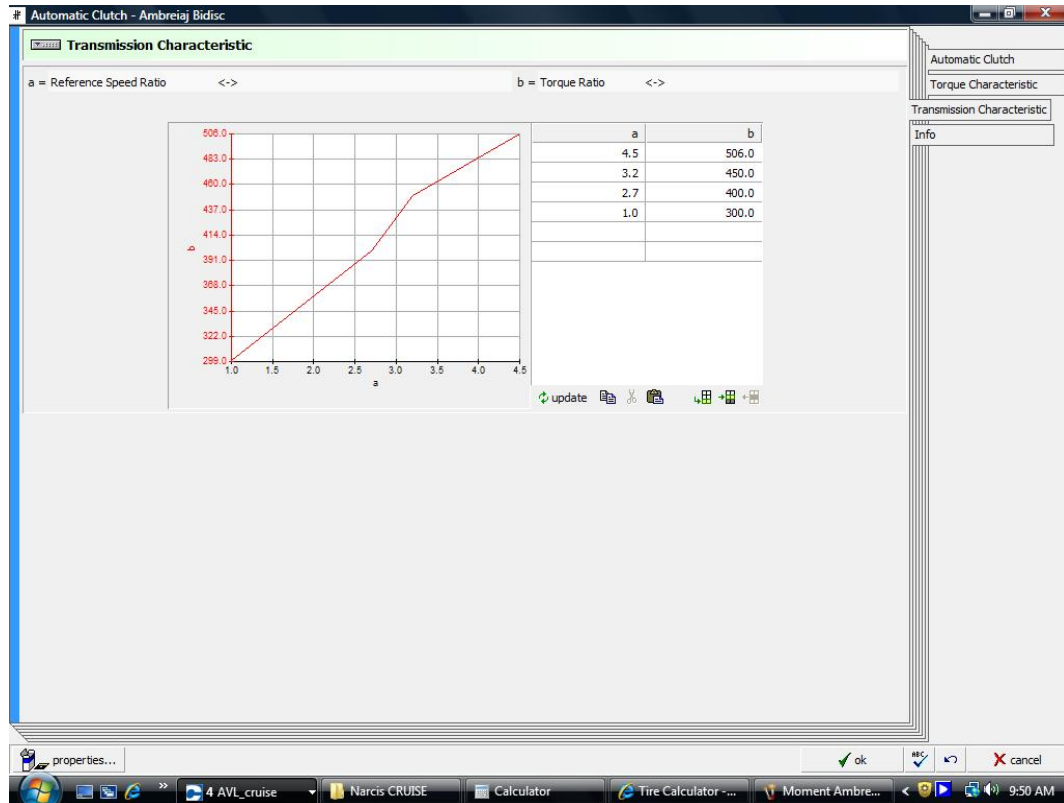 Automatic Clutch - Ambreiaj Bidisc
Transmission Characteristic
a = Reference Speed Ratio <-> b = Torque Ratio <->
506.0
483.0
460.0
437.0
414.0
391.0
368.0
345.0
322.0
299.0
b
1.0 1.5 2.0 2.5 3.0 3.5 4.0 4.5
a
a b
4.5 506.0
3.2 450.0
2.7 400.0
1.0 300.0
update
Automatic Clutch
Torque Characteristic
Transmission Characteristic
Info
properties... ok ABC cancel
» 4 AVL_cruise Narcis CRUISE Calculator Tire Calculator -... Moment Ambre... < 9:50 AM